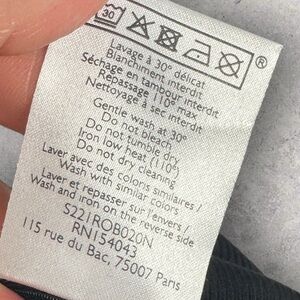 30
®
Lavage à 30° délicat
Blanchiment interdit
Séchage en tambour interdit
Repassage 110° max
Nettoyage à sec interdit
Gentle wash at 30°
Do not bleach
Do not tumble dry
Iron low heat (110°)
Do not dry cleaning
Laver avec des coloris similaires /
Wash with similar colors
Laver et repasser sur l'envers /
Wash and iron on the reverse side
S221ROB020N
RN154043
115 rue du Bac, 75007 Paris